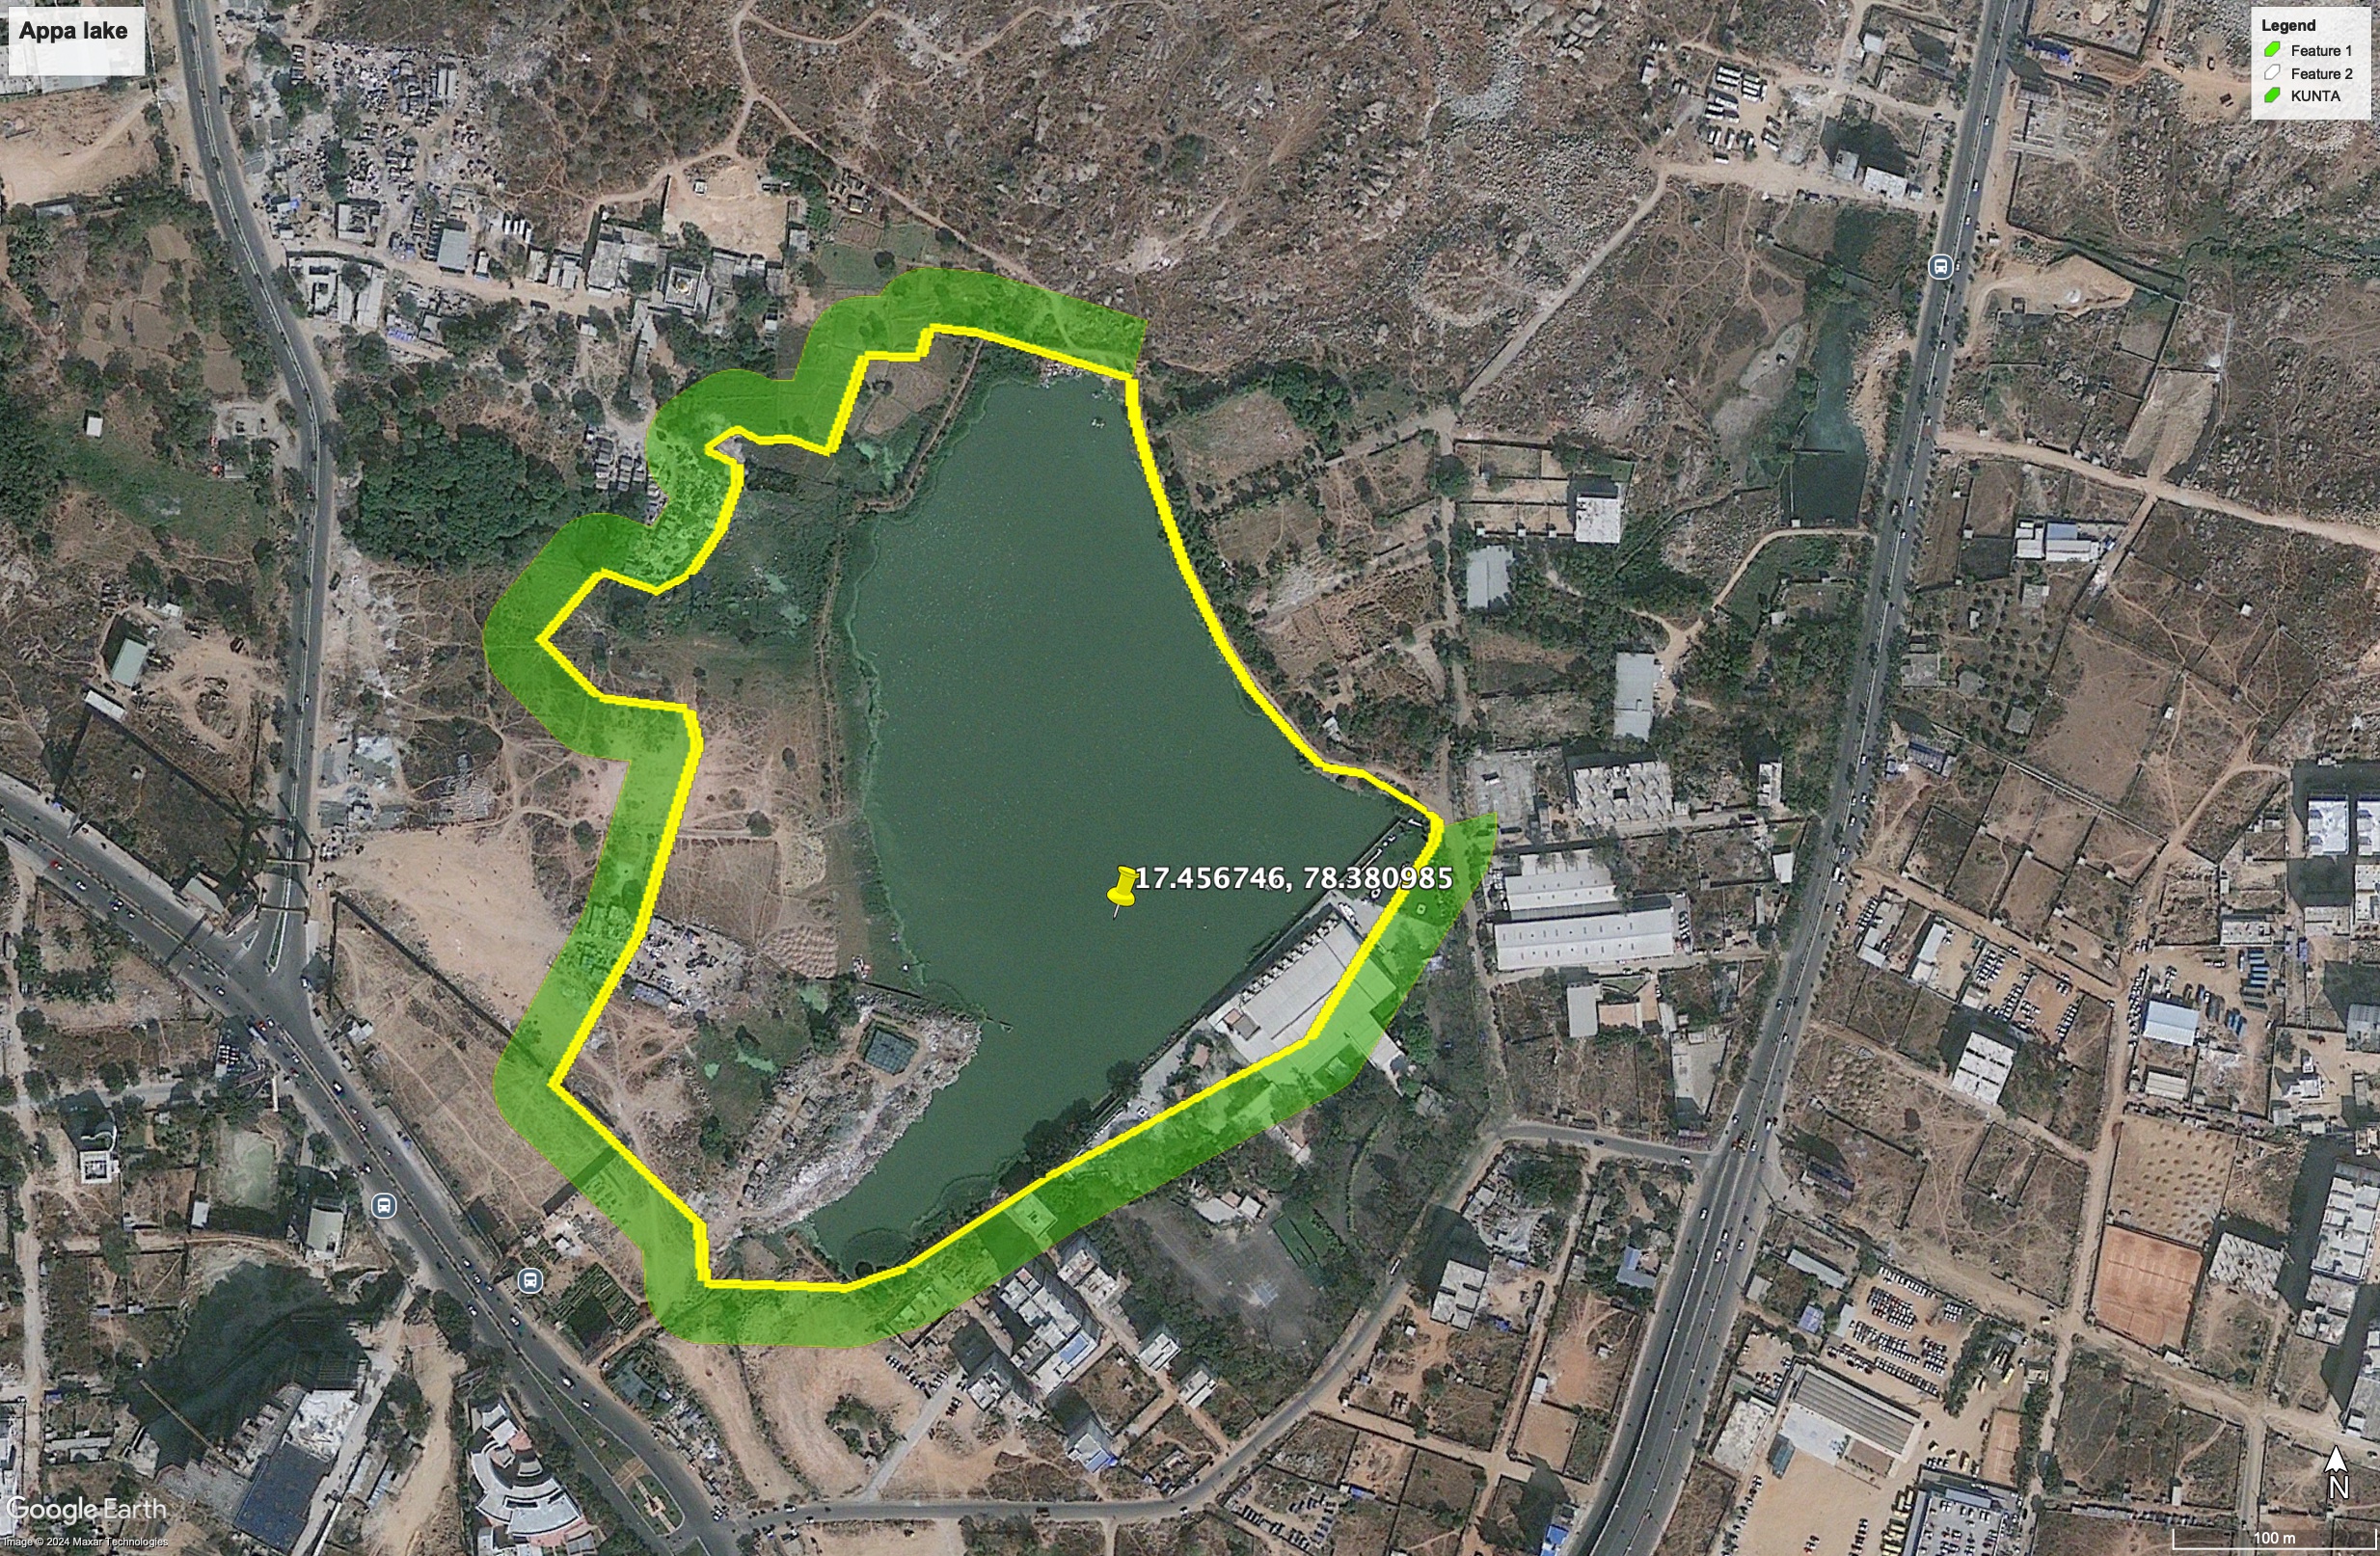 Appa lake
Legend
Feature 1
Feature 2
KUNTA
17.456746, 78.380985
Google Earth
Image © 2024 Maxar Technologies
N
100 m